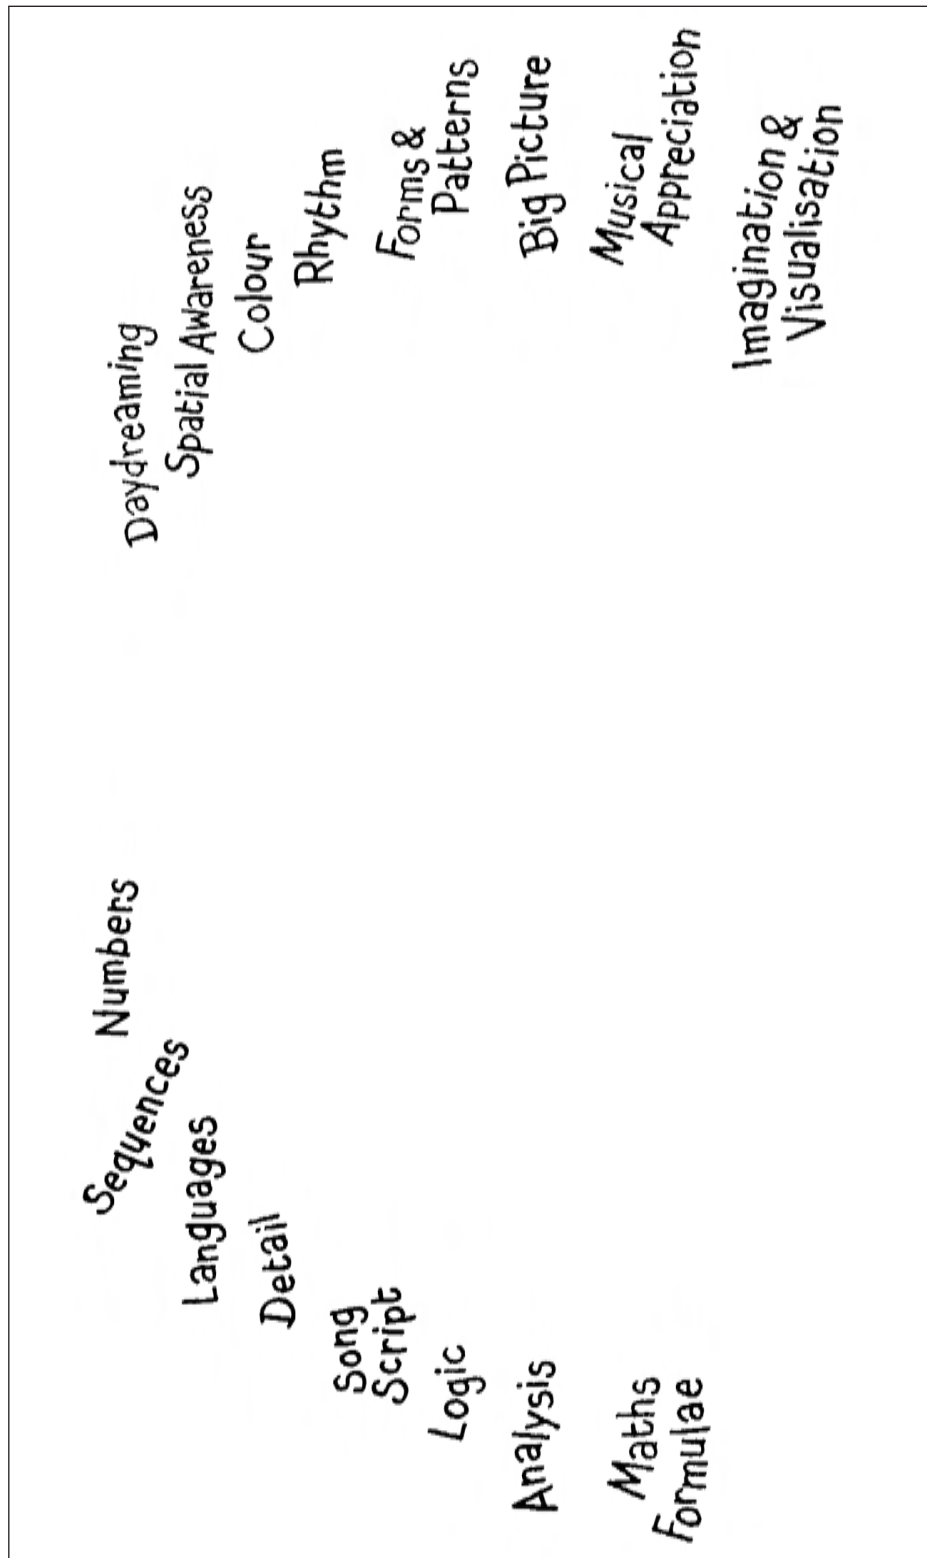 Numbers
Sequences
Languages
Detail
Song
Script
Logic
Analysis
Maths
Formulae
Daydreaming
Spatial Awareness
Colour
Rhythm
Forms &
Patterns
Big Picture
Musical
Appreciation
Imagination &
Visualisation